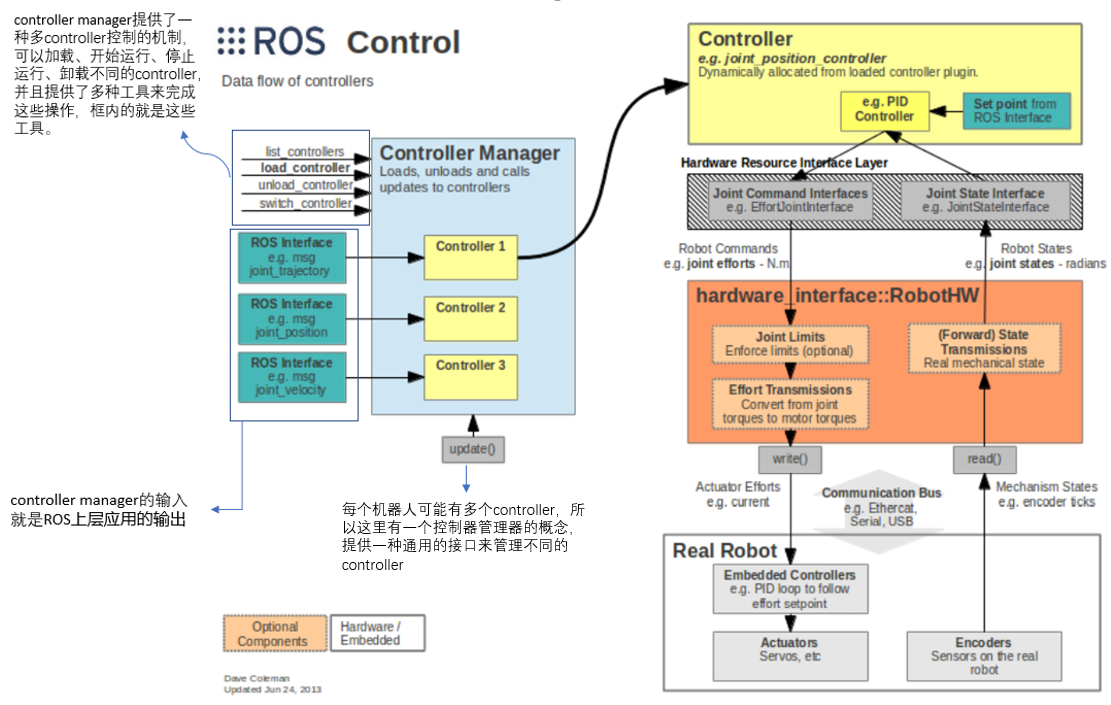 controller manager提供了一
种多controller控制的机制,
可以加载、开始运行、停止
运行、卸载不同的controller,
并且提供了多种工具来完成
这些操作，框内的就是这些
工具。
ROS Control
Data flow of controllers
list_controllers
load_controller
unload_controller
switch_controller
Controller Manager
Loads, unloads and calls
updates to controllers
ROS Interface
e.g. msg
joint_trajectory
ROS Interface
e.g. msg
joint_position
ROS Interface
e.g. msg
joint_velocity
Controller 1
Controller 2
Controller 3
update()
controller manager的输入
就是ROS上层应用的输出
每个机器人可能有多个controller，所
以这里有一个控制器管理器的概念，
提供一种通用的接口来管理不同的
controller
Optional
Components
Hardware /
Embedded
Dave Coleman
Updated Jun 24, 2013
Controller
e.g. joint_position_controller
Dynamically allocated from loaded controller plugin.
e.g. PID
Controller
Set point from
ROS Interface
Hardware Resource Interface Layer
Joint Command Interfaces
e.g. EffortJointInterface
Joint State Interface
e.g. JointStateInterface
Robot Commands
e.g. joint efforts - N.m
Robot States
e.g. joint states - radians
hardware_interface::RobotHW
Joint Limits
Enforce limits (optional)
Effort Transmissions
Convert from joint
torques to motor torques
(Forward) State
Transmissions
Real mechanical state
write()
read()
Actuator Efforts
e.g. current
Communication Bus
e.g. Ethercat,
Serial, USB
Mechanism States
e.g. encoder ticks
Real Robot
Embedded Controllers
e.g. PID loop to follow
effort setpoint
Actuators
Servos, etc
Encoders
Sensors on the real
robot